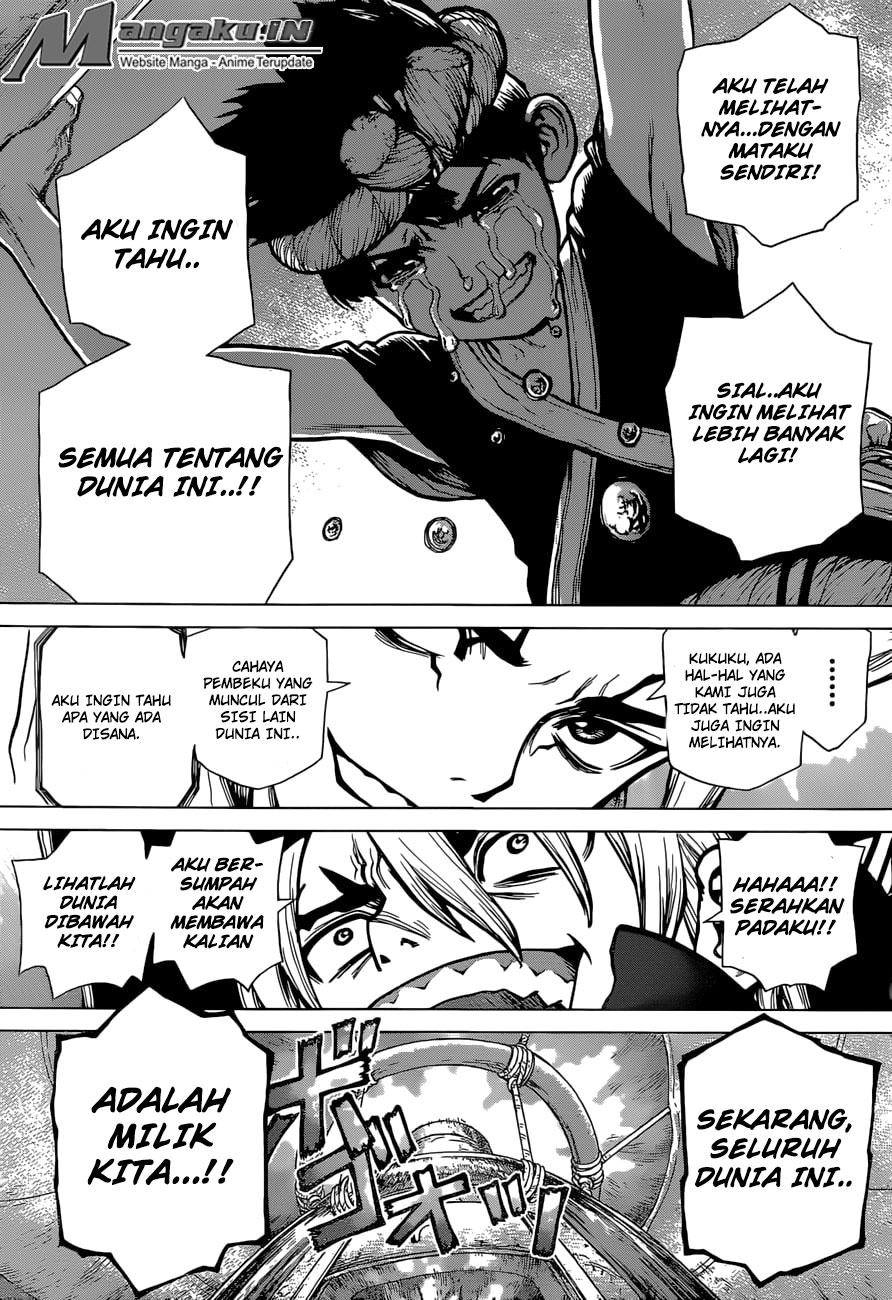 Mangaku.iN
Website Manga - Anime Terupdate
AKU TELAH
MELIHAT-
NYA...DENGAN
MATAKU
SENDIRI!
SIAL..AKU
INGIN MELIHAT
LEBIH BANYAK
LAGI!
AKU INGIN
TAHU..
SEMUA TENTANG
DUNIA INI..!!
......
KUKUKU, ADA
HAL-HAL YANG
KAMI JUGA
TIDAK TAHU..AKU
JUGA INGIN
MELIHATNYA.
CAHAYA
PEMBEKU YANG
MUNCUL DARI
SISI LAIN
DUNIA INI..
AKU INGIN TAHU
APA YANG ADA
DISANA.
HAHAAA!!
SERAHKAN
PADAKU!!
AKU BER-
SUMPAH
AKAN
MEMBAWA
KALIAN
LIHATLAH
DUNIA
DIBAWAH
KITA!!
SEKARANG,
SELURUH
DUNIA INI..
ADALAH
MILIK
KITA...!!
ゴゴオッ